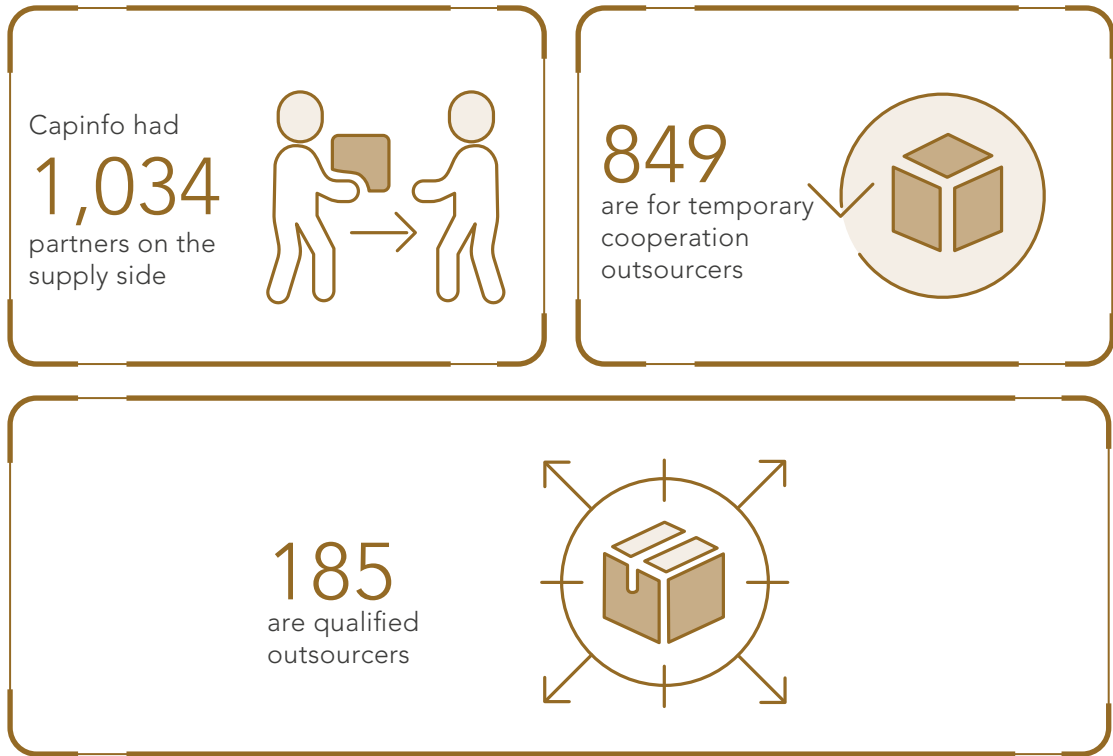 Capinfo had
1,034
partners on the
supply side
849
are for temporary
cooperation
outsourcers
185
are qualified
outsourcers